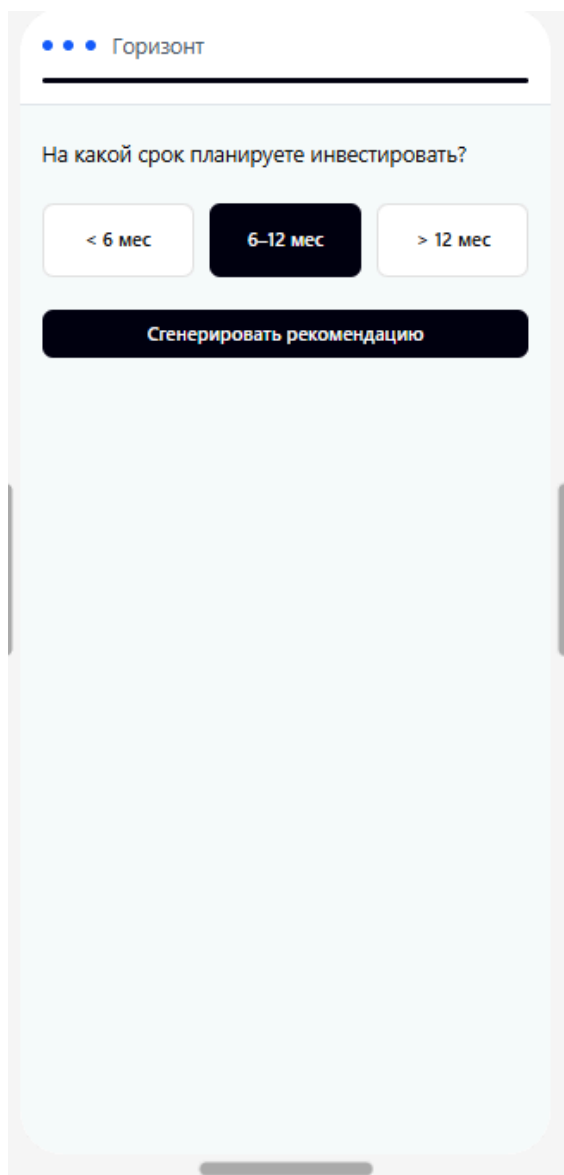 Горизонт
На какой срок планируете инвестировать?
< 6 мес
6–12 мес
> 12 мес
Сгенерировать рекомендацию